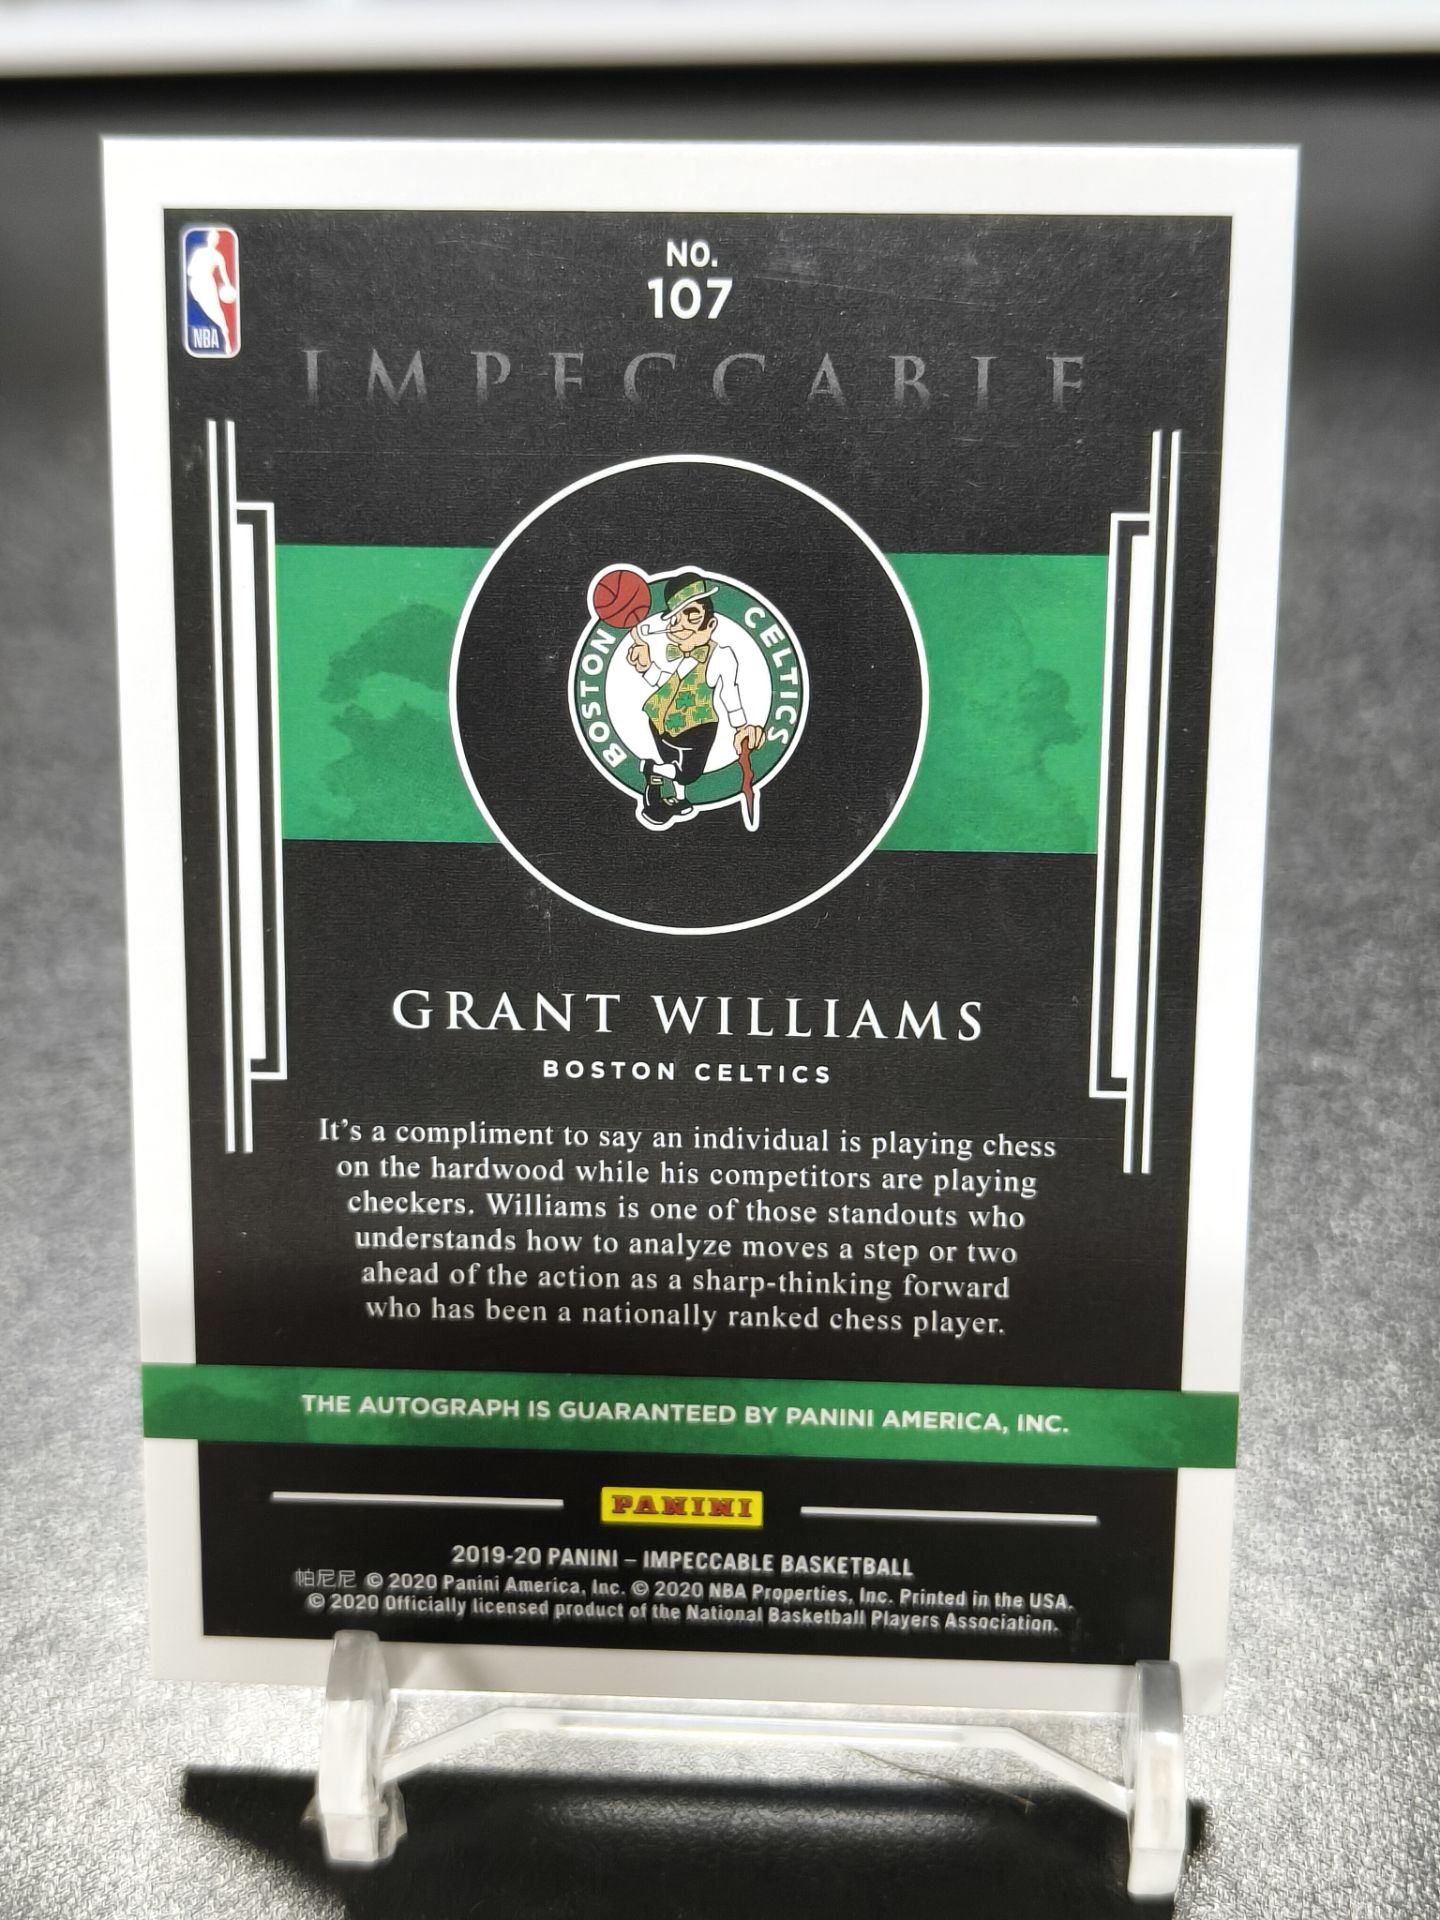 NO.
107
NBA
IMPECCABLE
BOSTON CELTICS
GRANT WILLIAMS
BOSTON CELTICS
It's a compliment to say an individual is playing chess
on the hardwood while his competitors are playing
checkers. Williams is one of those standouts who
understands how to analyze moves a step or two
ahead of the action as a sharp-thinking forward
who has been a nationally ranked chess player.
THE AUTOGRAPH IS GUARANTEED BY PANINI AMERICA, INC.
PANINI
2019-20 PANINI – IMPECCABLE BASKETBALL
帕尼尼 © 2020 Panini America, Inc. © 2020 NBA Properties, Inc. Printed in the USA.
© 2020 Officially licensed product of the National Basketball Players Association.